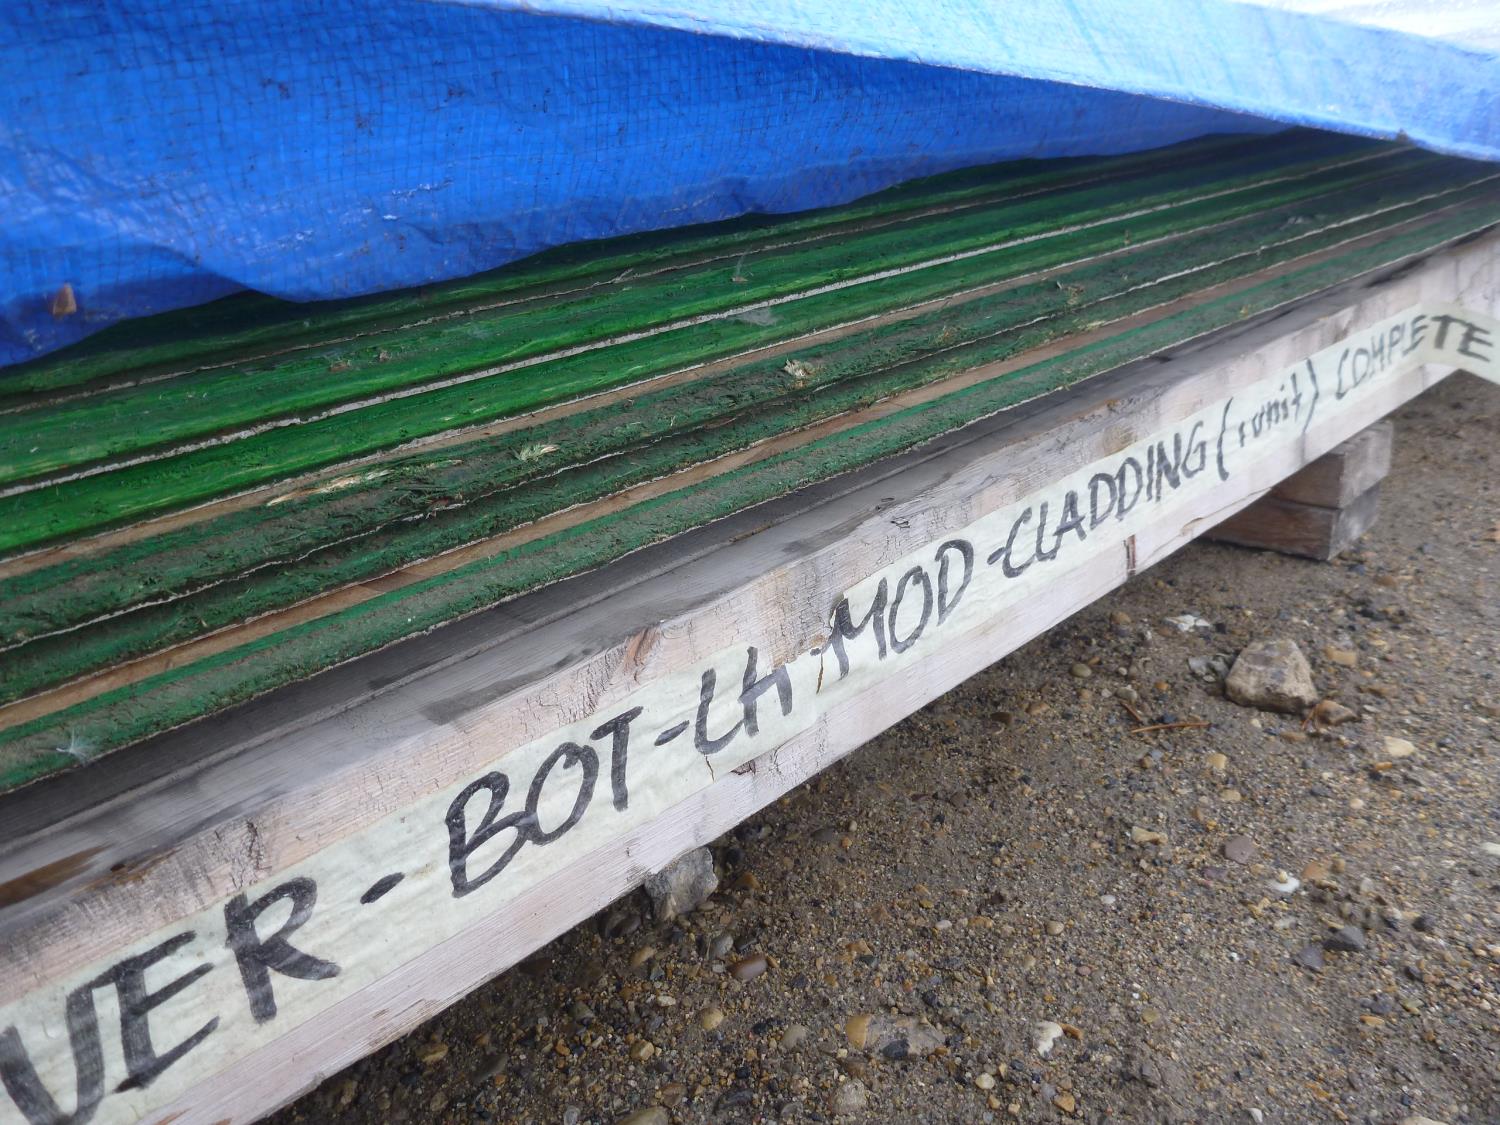 VER - BOT - LH - MOD - CLADDING (1 unit) COMPLETE